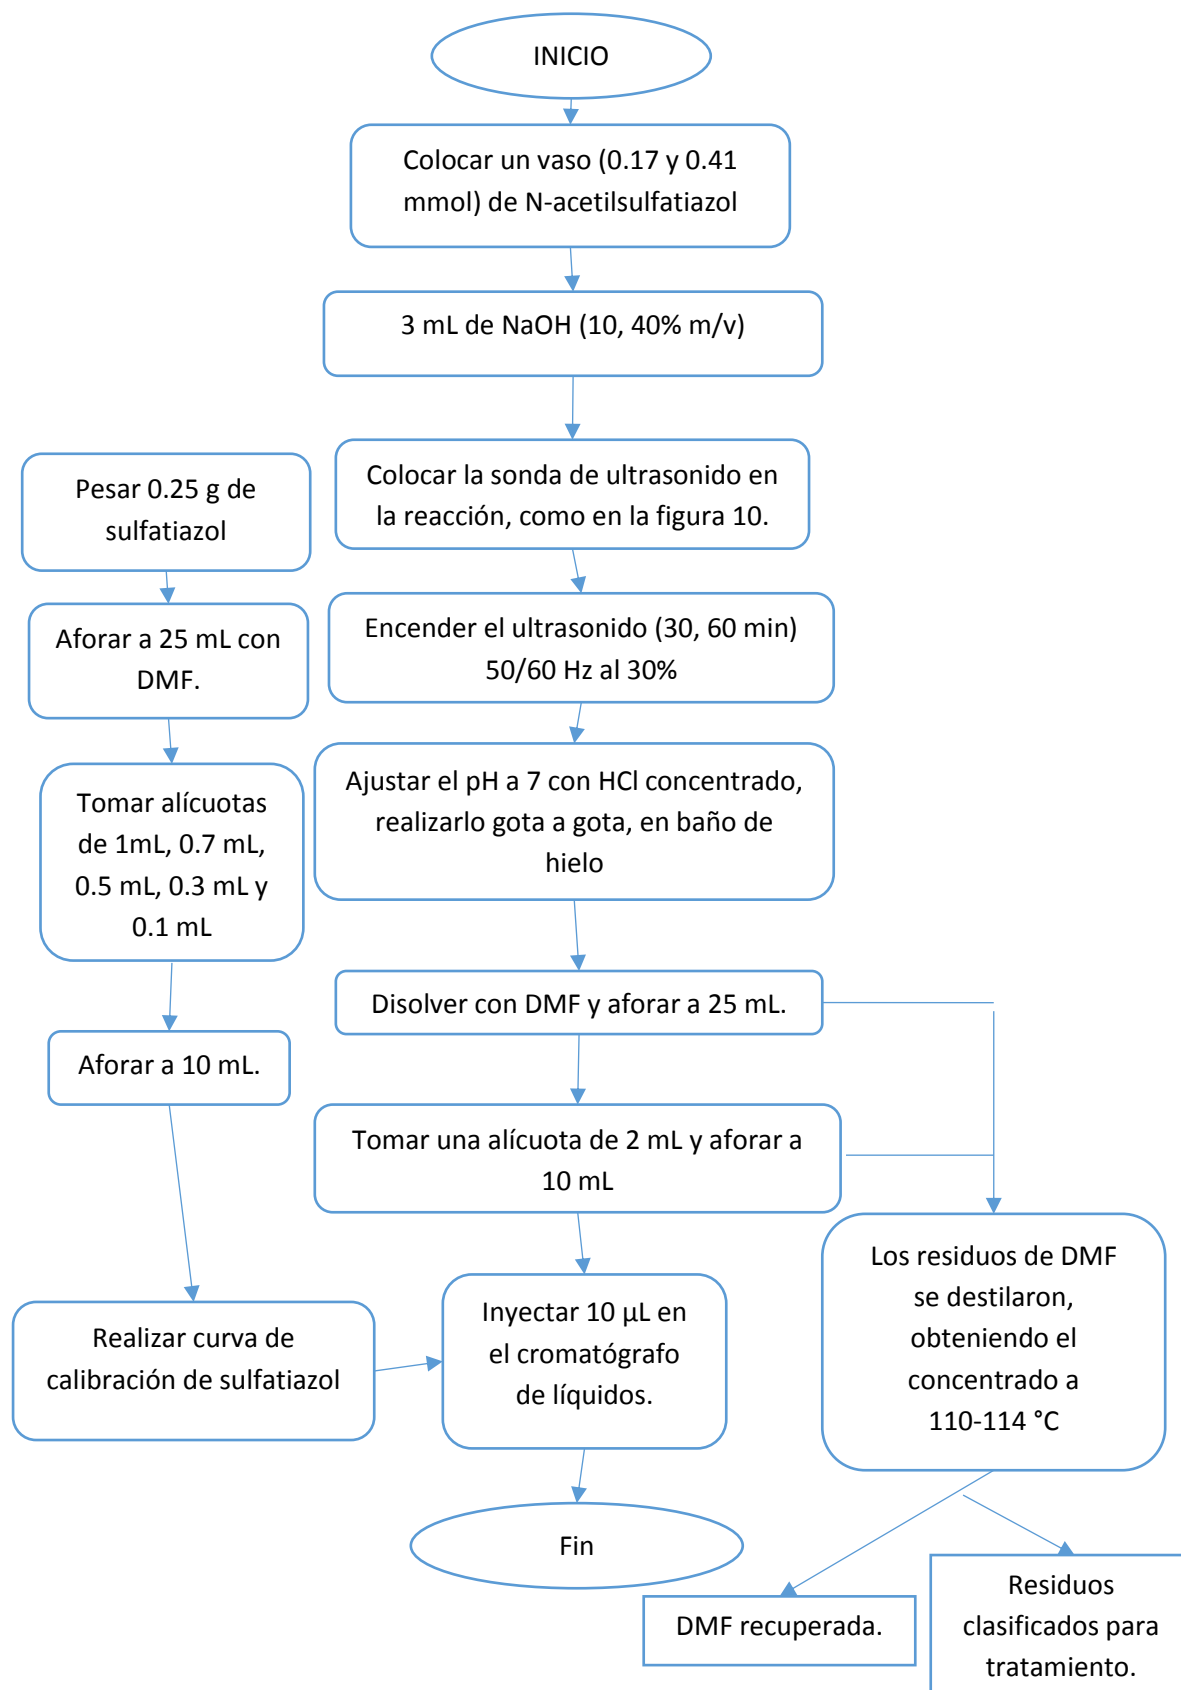 INICIO
Colocar un vaso (0.17 y 0.41
mmol) de N-acetilsulfatiazol
3 mL de NaOH (10, 40% m/v)
Colocar la sonda de ultrasonido en
la reacción, como en la figura 10.
Encender el ultrasonido (30, 60 min)
50/60 Hz al 30%
Ajustar el pH a 7 con HCl concentrado,
realizarlo gota a gota, en baño de
hielo
Disolver con DMF y aforar a 25 mL.
Tomar una alícuota de 2 mL y aforar a
10 mL
Pesar 0.25 g de
sulfatiazol
Aforar a 25 mL con
DMF.
Tomar alícuotas
de 1mL, 0.7 mL,
0.5 mL, 0.3 mL y
0.1 mL
Aforar a 10 mL.
Realizar curva de
calibración de sulfatiazol
Inyectar 10 µL en
el cromatógrafo
de líquidos.
Fin
Los residuos de DMF
se destilaron,
obteniendo el
concentrado a
110-114 °C
DMF recuperada.
Residuos
clasificados para
tratamiento.